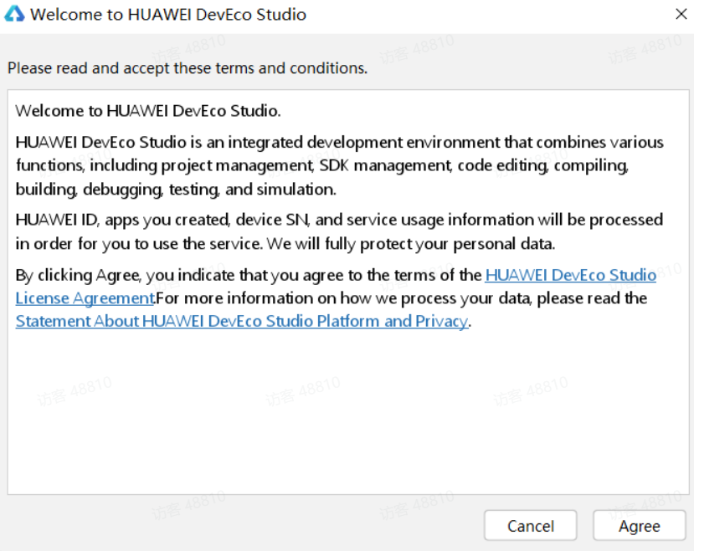 Welcome to HUAWEI DevEco Studio
访客 48810
访客 48810
访客 48810
Please read and accept these terms and conditions.
Welcome to HUAWEI DevEco Studio.
HUAWEI DevEco Studio is an integrated development environment that combines various
functions, including project management, SDK management, code editing, compiling,
building, debugging, testing, and simulation.
HUAWEI ID, apps you created, device SN, and service usage information will be processed
in order for you to use the service. We will fully protect your personal data.
By clicking Agree, you indicate that you agree to the terms of the HUAWEI DevEco Studio
License Agreement.For more information on how we process your data, please read the
Statement About HUAWEI DevEco Studio Platform and Privacy.
访客 48810
访客 48810
访客 48810
访客 48810
访客 48810
访客 48810
Cancel
Agree